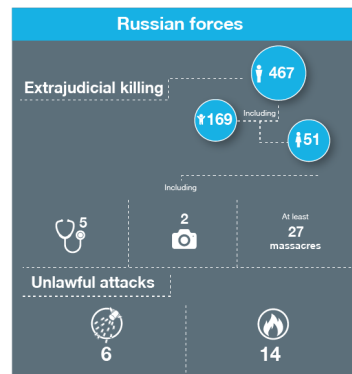 Russian forces
467
Extrajudicial killing
Including
169
51
Including
5
2
At least
27
massacres
Unlawful attacks
6
14